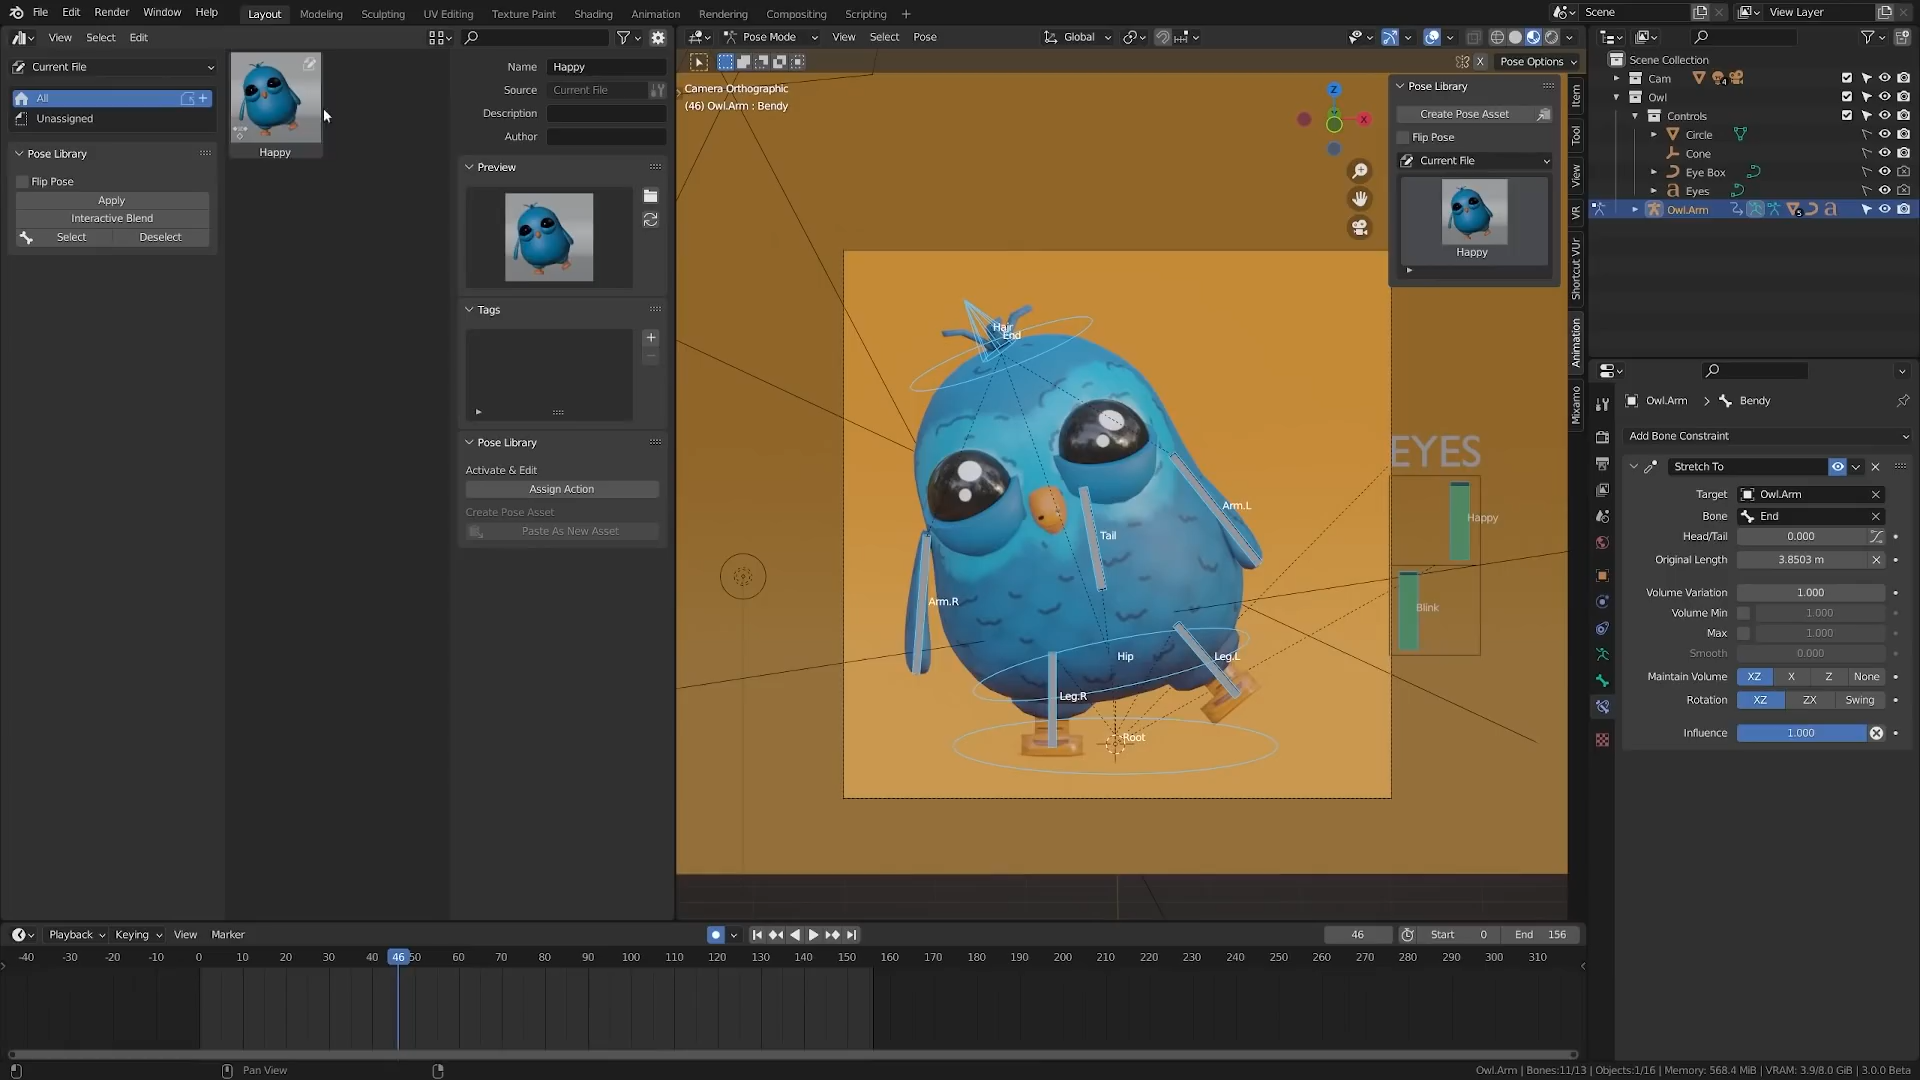 File Edit Render Window Help Layout Modeling Sculpting UV Editing Texture Paint Shading Animation Rendering Compositing Scripting + Scene View Layer
View Select Edit
Pose Mode View Select Pose Global
Current File
All
Unassigned
Pose Library
Flip Pose
Apply
Interactive Blend
Select Deselect
Happy
Name Happy
Source Current File
Description
Author
Preview
Tags
Pose Library
Activate & Edit
Assign Action
Create Pose Asset
Paste As New Asset
X Pose Options
Camera Orthographic
(46) Owl.Arm : Bendy
Z
X
Pose Library
Create Pose Asset
Flip Pose
Current File
Happy
Item
Tool
View
VR
Shortcut VUr
Animation
Mixamo
Hair
End
Arm.L
Tail
Arm.R
Hip
Leg.L
Leg.R
Root
EYES
Happy
Blink
Scene Collection
Cam 4
Owl
Controls
Circle
Cone
Eye Box
Eyes
Owl.Arm 5
Owl.Arm > Bendy
Add Bone Constraint
Stretch To
Target Owl.Arm
Bone End
Head/Tail 0.000
Original Length 3.8503 m
Volume Variation 1.000
Volume Min 1.000
Max 1.000
Smooth 0.000
Maintain Volume XZ X Z None
Rotation XZ ZX Swing
Influence 1.000
Playback Keying View Marker 46 Start 0 End 156
-40 -30 -20 -10 0 10 20 30 40 46 50 60 70 80 90 100 110 120 130 140 150 160 170 180 190 200 210 220 230 240 250 260 270 280 290 300 310
Pan View
Owl.Arm | Bones:11/13 | Objects:1/16 | Memory: 568.4 MiB | VRAM: 3.9/8.0 GiB | 3.0.0 Beta